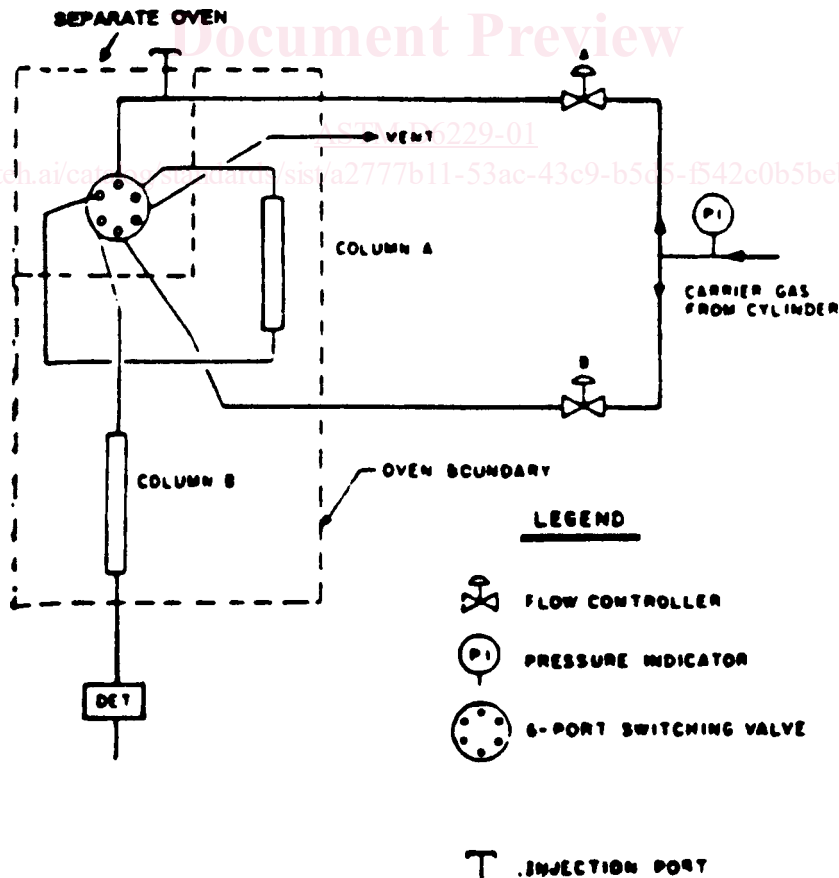 Document Preview
SEPARATE OVEN
A
ASTM D6229-01
VENT
PI
COLUMN A
CARRIER GAS
FROM CYLINDER
B
COLUMN B
OVEN BOUNDARY
LEGEND
FLOW CONTROLLER
PI
PRESSURE INDICATOR
DET
6-PORT SWITCHING VALVE
INJECTION PORT